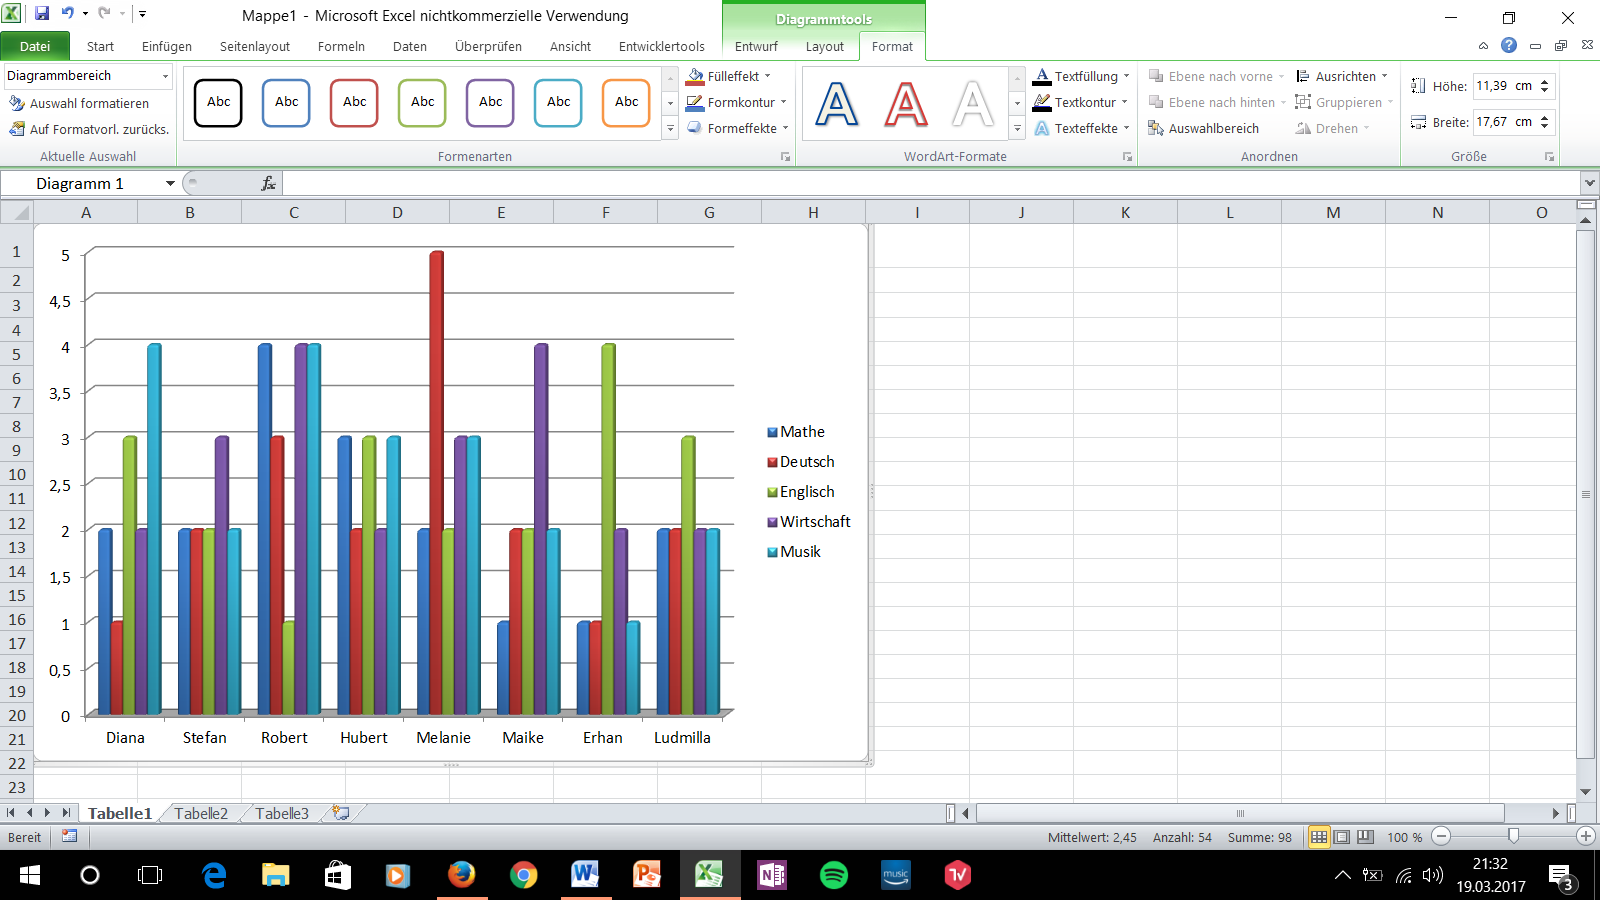 Mappe1 - Microsoft Excel nichtkommerzielle Verwendung
Diagrammtools
Datei Start Einfügen Seitenlayout Formeln Daten Überprüfen Ansicht Entwicklertools Entwurf Layout Format
Diagrammbereich
Auswahl formatieren
Auf Formatvorl. zurücks.
Aktuelle Auswahl
Abc Abc Abc Abc Abc Abc Abc
Fülleffekt
Formkontur
Formeffekte
Formenarten
A A A
Textfüllung
Textkontur
Texteffekte
WordArt-Formate
Ebene nach vorne
Ebene nach hinten
Auswahlbereich
Ausrichten
Gruppieren
Drehen
Anordnen
Höhe: 11,39 cm
Breite: 17,67 cm
Größe
Diagramm 1
fx
A B C D E F G H I J K L M N O
1
2
3
4
5
6
7
8
9
10
11
12
13
14
15
16
17
18
19
20
21
22
23
5
4,5
4
3,5
3
2,5
2
1,5
1
0,5
0
Diana Stefan Robert Hubert Melanie Maike Erhan Ludmilla
Mathe
Deutsch
Englisch
Wirtschaft
Musik
Tabelle1 Tabelle2 Tabelle3
Bereit
Mittelwert: 2,45 Anzahl: 54 Summe: 98 100 %
music
21:32
19.03.2017
3